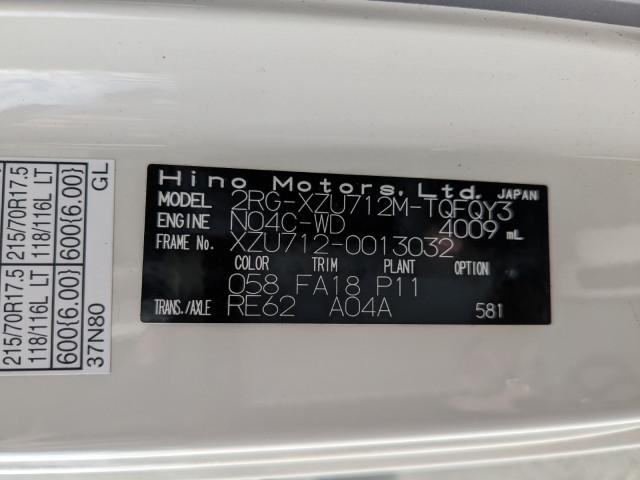 Hino Motors, Ltd. JAPAN
MODEL 2RG-XZU712M-TQFQY3
ENGINE N04C-WD 4009 mL
FRAME No. XZU712-0013032
COLOR TRIM PLANT OPTION
058 FA18 P11
TRANS./AXLE RE62 A04A 581
215/70R17.5 215/70R17.5
118/116L LT 118/116L LT
600{6.00} 600{6.00}
37N80 GL